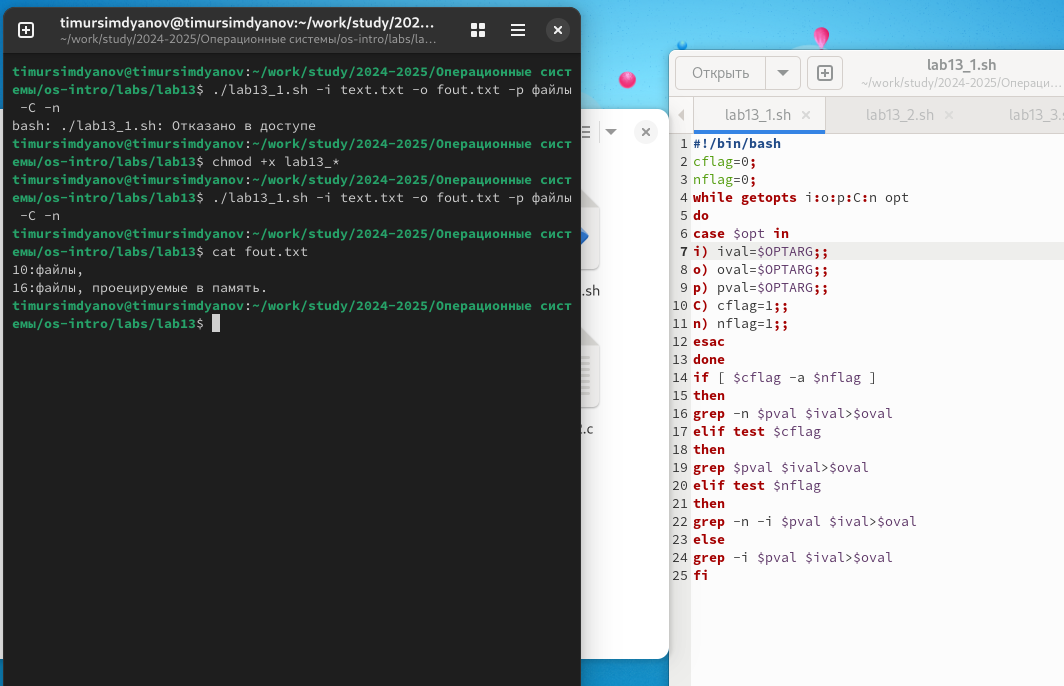 timursimdyanov@timursimdyanov:~/work/study/202...
~/work/study/2024-2025/Операционные системы/os-intro/labs/la...
timursimdyanov@timursimdyanov:~/work/study/2024-2025/Операционные сист
емы/os-intro/labs/lab13$ ./lab13_1.sh -i text.txt -o fout.txt -p файлы
-C -n
bash: ./lab13_1.sh: Отказано в доступе
timursimdyanov@timursimdyanov:~/work/study/2024-2025/Операционные сист
емы/os-intro/labs/lab13$ chmod +x lab13_*
timursimdyanov@timursimdyanov:~/work/study/2024-2025/Операционные сист
емы/os-intro/labs/lab13$ ./lab13_1.sh -i text.txt -o fout.txt -p файлы
-C -n
timursimdyanov@timursimdyanov:~/work/study/2024-2025/Операционные сист
емы/os-intro/labs/lab13$ cat fout.txt
10:файлы,
16:файлы, проецируемые в память.
timursimdyanov@timursimdyanov:~/work/study/2024-2025/Операционные сист
емы/os-intro/labs/lab13$
.sh
.c
Открыть
lab13_1.sh
~/work/study/2024-2025/Операци...
lab13_1.sh
lab13_2.sh
lab13_3.s
1 #!/bin/bash
2 cflag=0;
3 nflag=0;
4 while getopts i:o:p:C:n opt
5 do
6 case $opt in
7 i) ival=$OPTARG;;
8 o) oval=$OPTARG;;
9 p) pval=$OPTARG;;
10 C) cflag=1;;
11 n) nflag=1;;
12 esac
13 done
14 if [ $cflag -a $nflag ]
15 then
16 grep -n $pval $ival>$oval
17 elif test $cflag
18 then
19 grep $pval $ival>$oval
20 elif test $nflag
21 then
22 grep -n -i $pval $ival>$oval
23 else
24 grep -i $pval $ival>$oval
25 fi